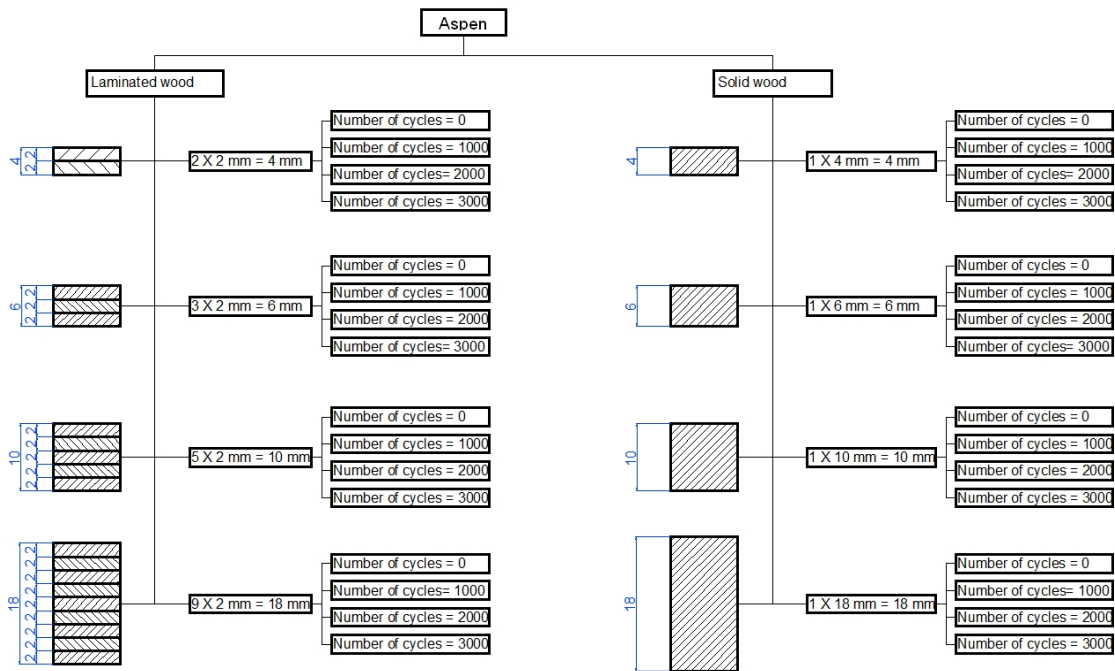 Aspen
Laminated wood
Solid wood
4
2
2
2 X 2 mm = 4 mm
Number of cycles = 0
Number of cycles = 1000
Number of cycles= 2000
Number of cycles = 3000
4
1 X 4 mm = 4 mm
Number of cycles = 0
Number of cycles = 1000
Number of cycles= 2000
Number of cycles = 3000
6
2
2
2
3 X 2 mm = 6 mm
Number of cycles = 0
Number of cycles = 1000
Number of cycles = 2000
Number of cycles= 3000
6
1 X 6 mm = 6 mm
Number of cycles = 0
Number of cycles = 1000
Number of cycles = 2000
Number of cycles= 3000
10
2
2
2
2
2
5 X 2 mm = 10 mm
Number of cycles = 0
Number of cycles = 1000
Number of cycles = 2000
Number of cycles = 3000
10
1 X 10 mm = 10 mm
Number of cycles = 0
Number of cycles = 1000
Number of cycles = 2000
Number of cycles = 3000
18
2
2
2
2
2
2
2
2
2
9 X 2 mm = 18 mm
Number of cycles = 0
Number of cycles= 1000
Number of cycles = 2000
Number of cycles = 3000
18
1 X 18 mm = 18 mm
Number of cycles = 0
Number of cycles= 1000
Number of cycles = 2000
Number of cycles = 3000